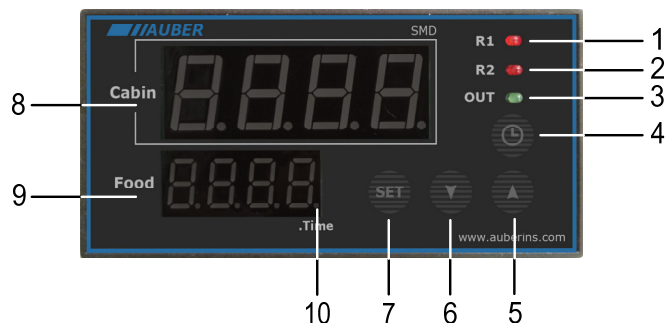 AUBER
SMD
R1
1
R2
2
OUT
3
8
Cabin
4
9
Food
SET
.Time
www.auberins.com
10
7
6
5